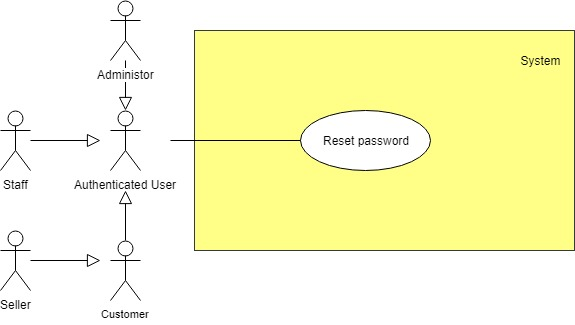 System
Administor
Reset password
Staff
Authenticated User
Seller
Customer